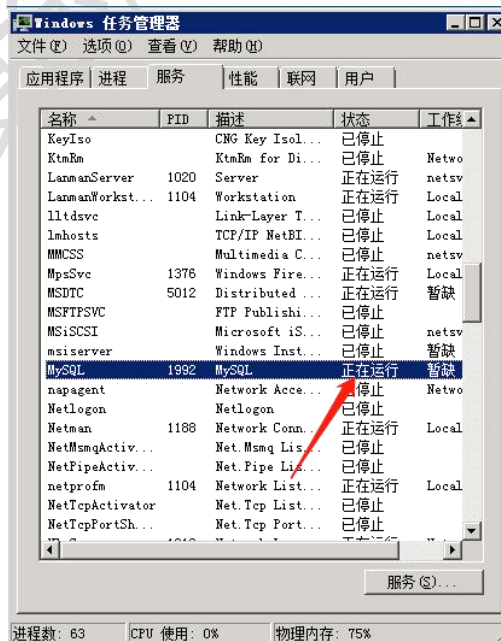 Windows 任务管理器
文件(F) 选项(O) 查看(V) 帮助(H)
应用程序 进程 服务 性能 联网 用户
名称 PID 描述 状态 工作组
KeyIso CNG Key Isol... 已停止
KtmRm KtmRm for Di... 已停止 Netwo
LanmanServer 1020 Server 正在运行 netsv
LanmanWorkst... 1104 Workstation 正在运行 Local
lltdsvc Link-Layer T... 已停止 Local
lmhosts TCP/IP NetBI... 已停止 Local
MMCSS Multimedia C... 已停止 netsv
MpsSvc 1376 Windows Fire... 正在运行 Local
MSDTC 5012 Distributed ... 正在运行 暂缺
MSFTPSVC FTP Publishi... 已停止
MSiSCSI Microsoft iS... 已停止 netsv
msiserver Windows Inst... 已停止 暂缺
MySQL 1992 MySQL 正在运行 暂缺
napagent Network Acce... 已停止 Netwo
Netlogon Netlogon 已停止
Netman 1188 Network Conn... 正在运行 Local
NetMsmqActiv... Net.Msmq Lis... 已停止
NetPipeActiv... Net.Pipe Lis... 已停止
netprofm 1104 Network List... 正在运行 Local
NetTcpActivator Net.Tcp List... 已停止
NetTcpPortSh... Net.Tcp Port... 已停止
服务(S)...
进程数: 63 CPU 使用: 0% 物理内存: 75%